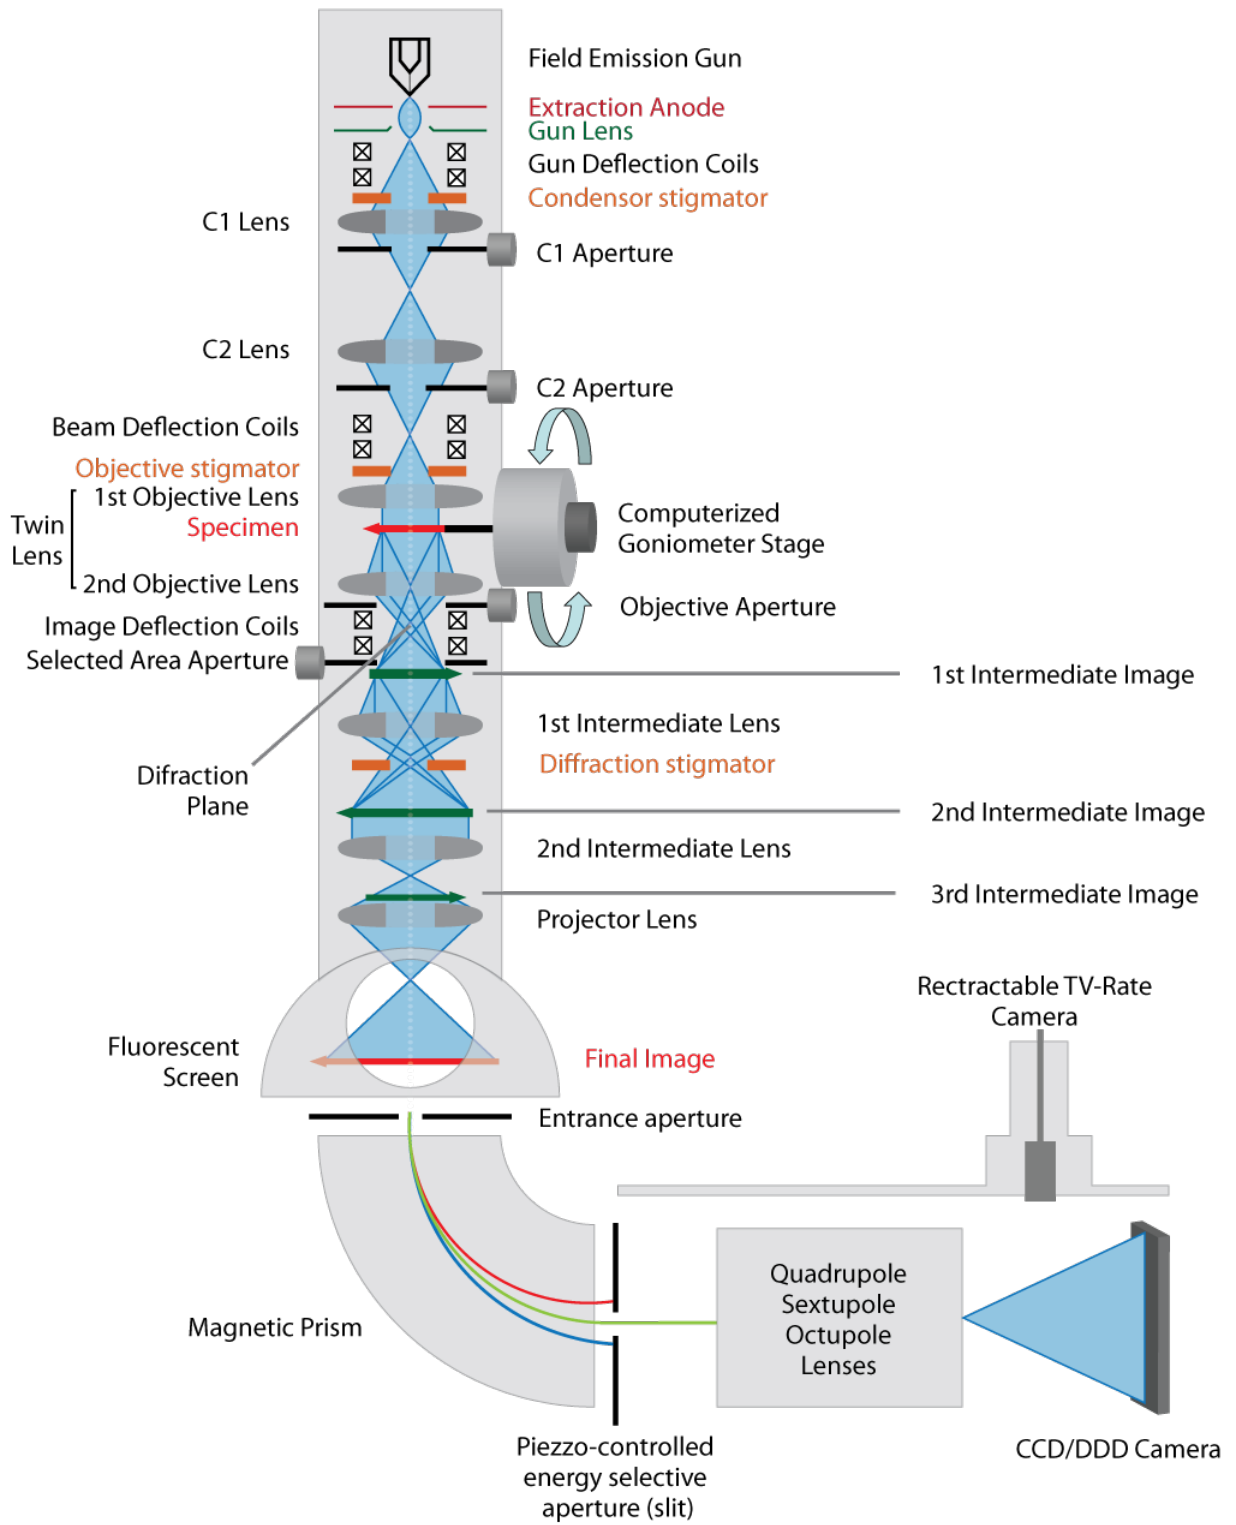 Field Emission Gun
Extraction Anode
Gun Lens
Gun Deflection Coils
Condensor stigmator
C1 Lens
C1 Aperture
C2 Lens
C2 Aperture
Beam Deflection Coils
Objective stigmator
1st Objective Lens
Twin
Lens
Specimen
Computerized
Goniometer Stage
2nd Objective Lens
Objective Aperture
Image Deflection Coils
Selected Area Aperture
1st Intermediate Image
1st Intermediate Lens
Diffraction stigmator
Difraction
Plane
2nd Intermediate Image
2nd Intermediate Lens
3rd Intermediate Image
Projector Lens
Rectractable TV-Rate
Camera
Fluorescent
Screen
Final Image
Entrance aperture
Quadrupole
Sextupole
Octupole
Lenses
Magnetic Prism
Piezzo-controlled
energy selective
aperture (slit)
CCD/DDD Camera